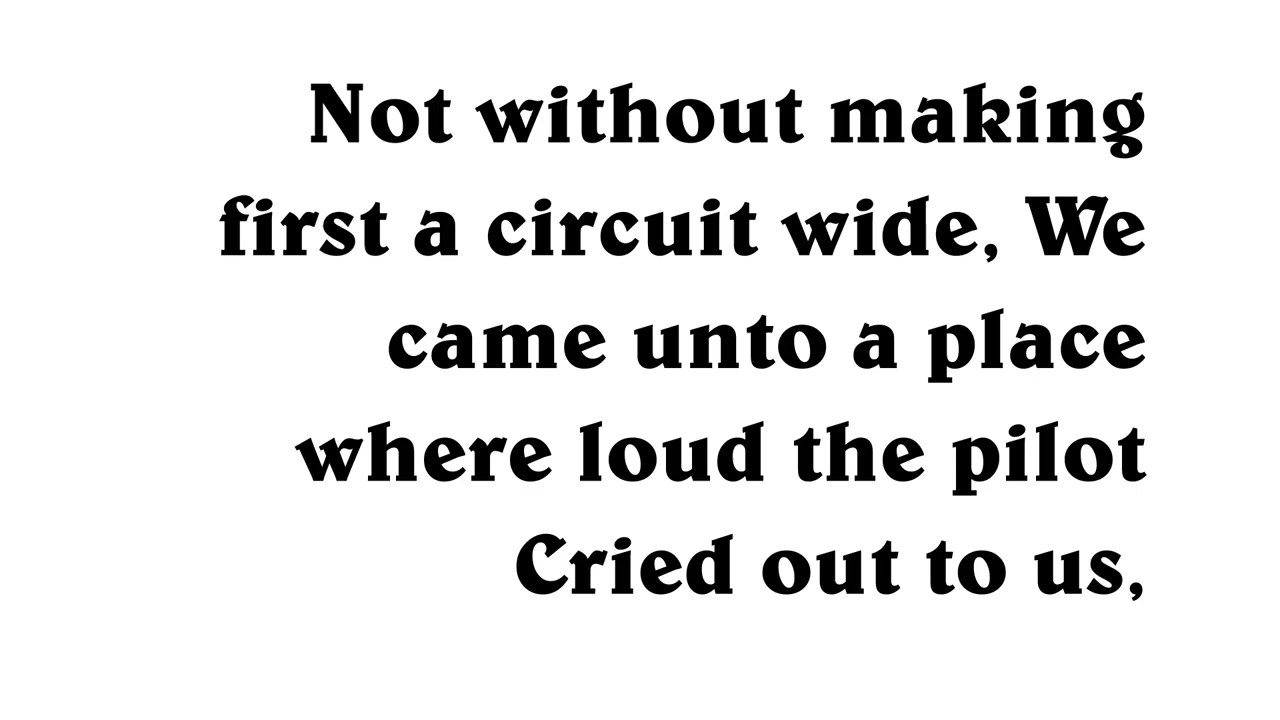 Not without making
first a circuit wide, We
came unto a place
where loud the pilot
Cried out to us,